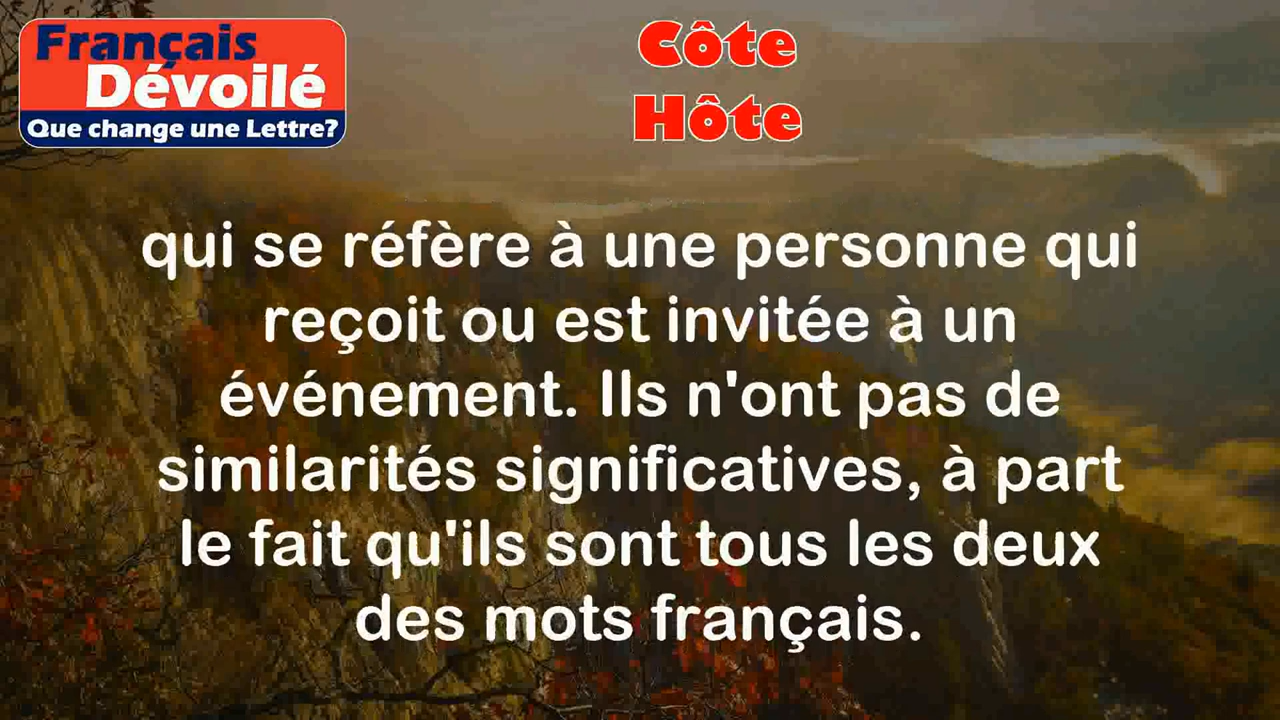 Français
Dévoilé
Que change une Lettre?
Côte
Hôte
qui se réfère à une personne qui
reçoit ou est invitée à un
événement. Ils n'ont pas de
similarités significatives, à part
le fait qu'ils sont tous les deux
des mots français.